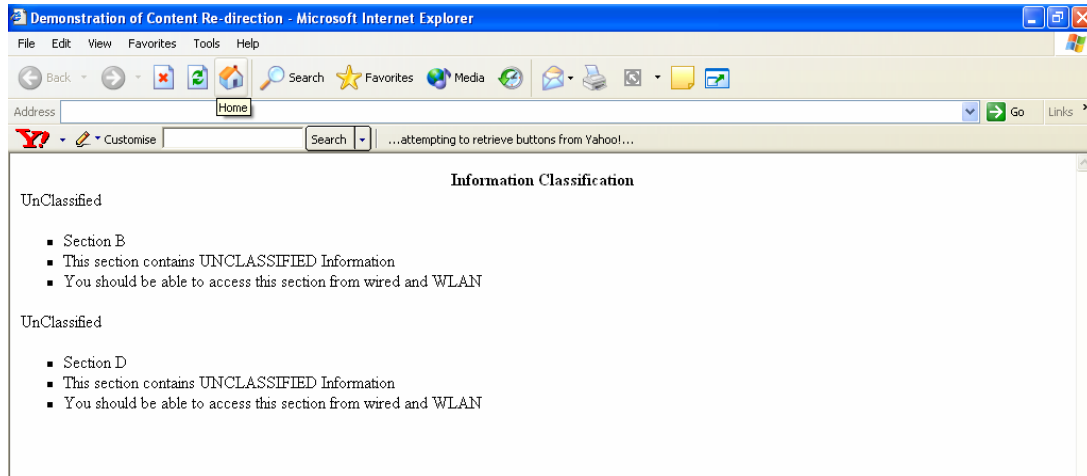 Demonstration of Content Re-direction - Microsoft Internet Explorer
File Edit View Favorites Tools Help
Back Search Favorites Media
Home
Address Go Links
Y! Customise Search ...attempting to retrieve buttons from Yahoo!...
Information Classification
UnClassified
Section B
This section contains UNCLASSIFIED Information
You should be able to access this section from wired and WLAN
UnClassified
Section D
This section contains UNCLASSIFIED Information
You should be able to access this section from wired and WLAN